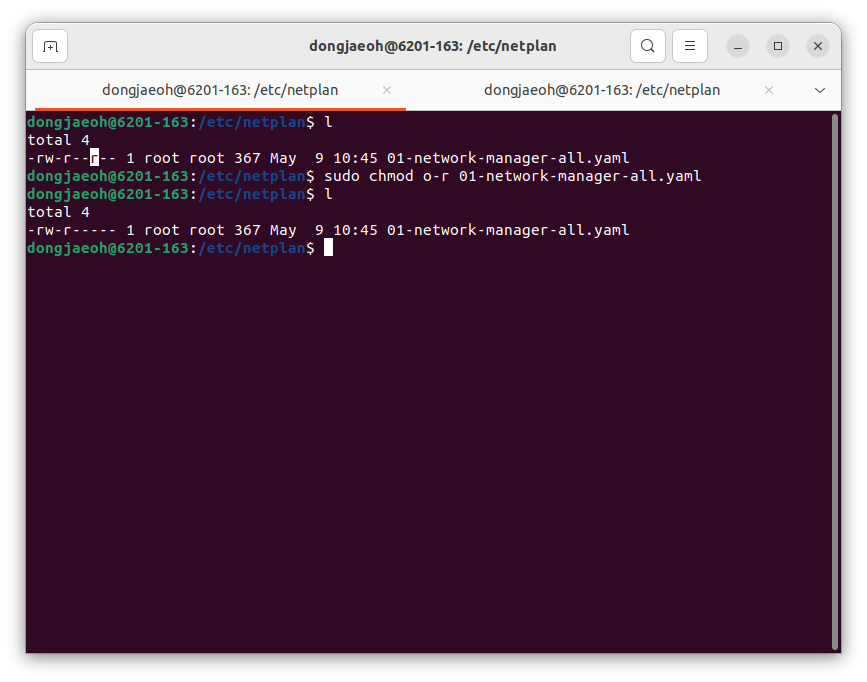 dongjaeoh@6201-163: /etc/netplan
dongjaeoh@6201-163: /etc/netplan
dongjaeoh@6201-163: /etc/netplan
dongjaeoh@6201-163:/etc/netplan$ l
total 4
-rw-r--r-- 1 root root 367 May  9 10:45 01-network-manager-all.yaml
dongjaeoh@6201-163:/etc/netplan$ sudo chmod o-r 01-network-manager-all.yaml
dongjaeoh@6201-163:/etc/netplan$ l
total 4
-rw-r----- 1 root root 367 May  9 10:45 01-network-manager-all.yaml
dongjaeoh@6201-163:/etc/netplan$